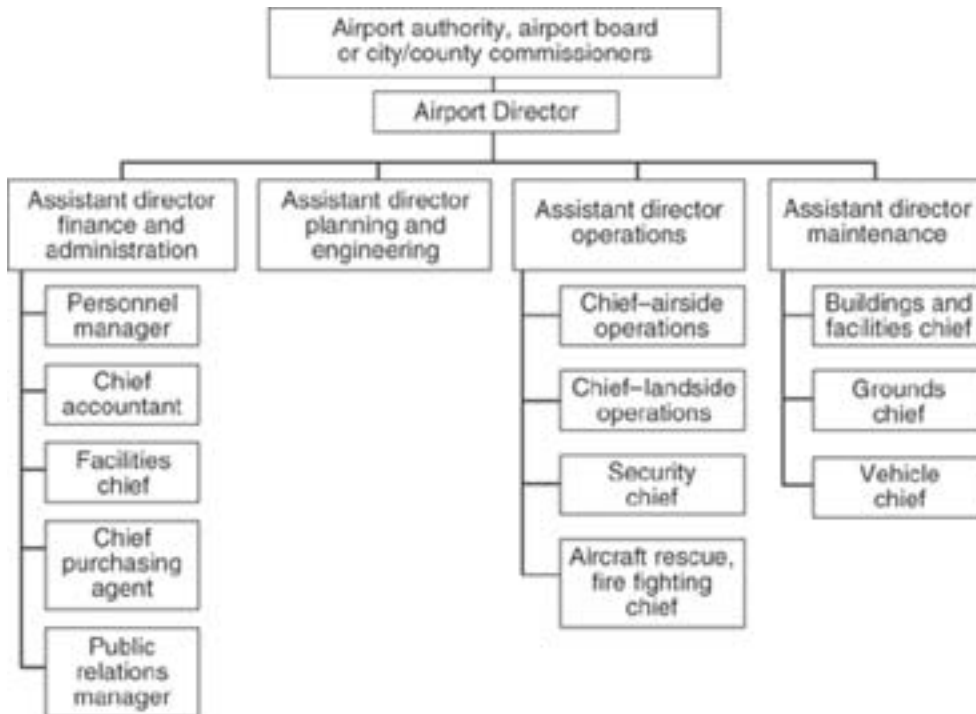 Airport authority, airport board
or city/county commissioners
Airport Director
Assistant director
finance and
administration
Personnel
manager
Chief
accountant
Facilities
chief
Chief
purchasing
agent
Public
relations
manager
Assistant director
planning and
engineering
Assistant director
operations
Chief–airside
operations
Chief–landside
operations
Security
chief
Aircraft rescue,
fire fighting
chief
Assistant director
maintenance
Buildings and
facilities chief
Grounds
chief
Vehicle
chief